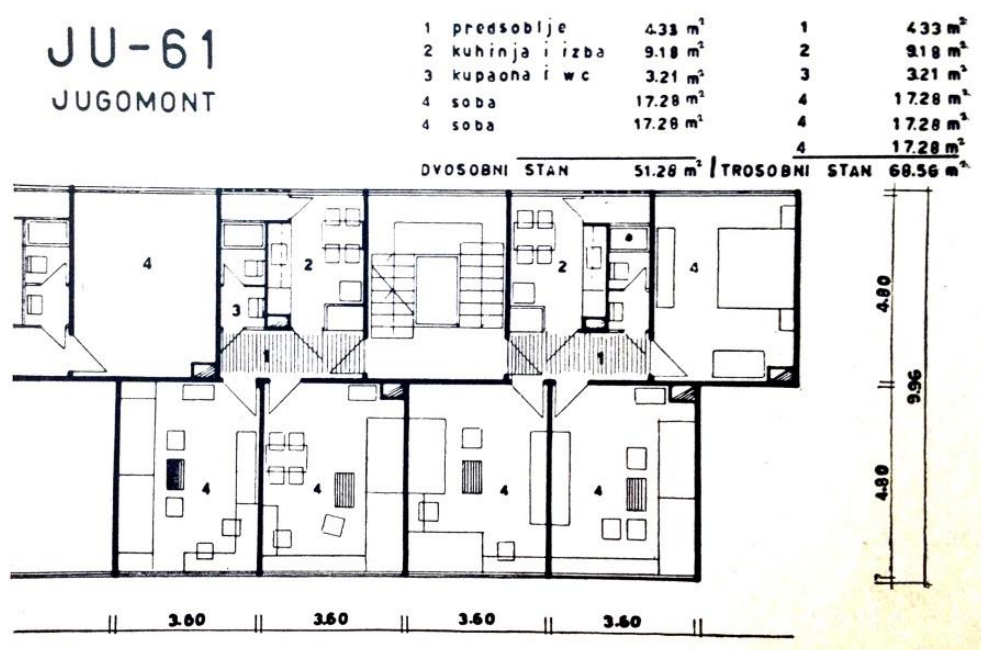 JU-61
JUGOMONT
1 predsoblje 4.33 m² 1 4.33 m²
2 kuhinja i izba 9.18 m² 2 9.18 m²
3 kupaona i wc 3.21 m² 3 3.21 m²
4 soba 17.28 m² 4 17.28 m²
4 soba 17.28 m² 4 17.28 m²
4 17.28 m²
DVOSOBNI STAN 51.28 m² / TROSOBNI STAN 68.56 m²
4 2 2 4
3
1 1
4 4 4 4
4.80
9.96
4.80
3.60 3.60 3.60 3.60